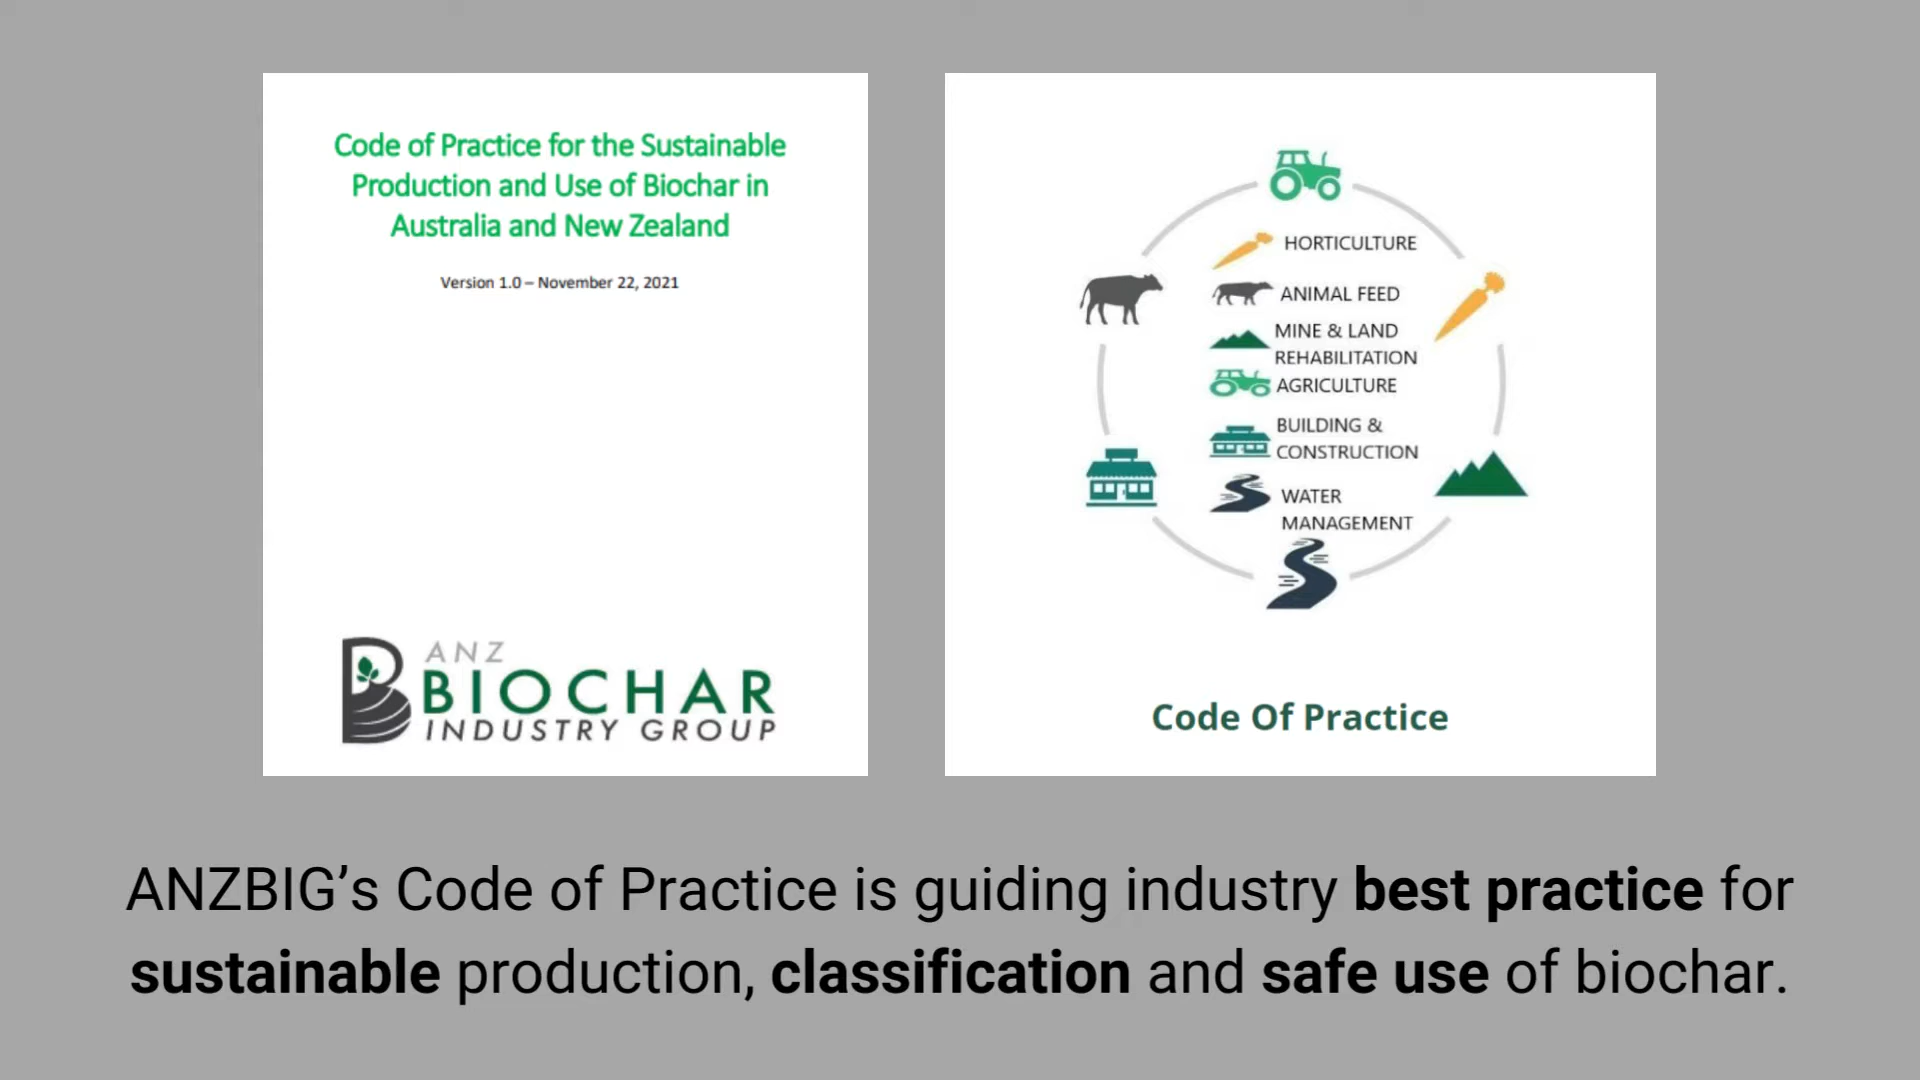 Code of Practice for the Sustainable
Production and Use of Biochar in
Australia and New Zealand
Version 1.0 – November 22, 2021
ANZ
BIOCHAR
INDUSTRY GROUP
HORTICULTURE
ANIMAL FEED
MINE & LAND
REHABILITATION
AGRICULTURE
BUILDING &
CONSTRUCTION
WATER
MANAGEMENT
Code Of Practice
ANZBIG’s Code of Practice is guiding industry best practice for
sustainable production, classification and safe use of biochar.